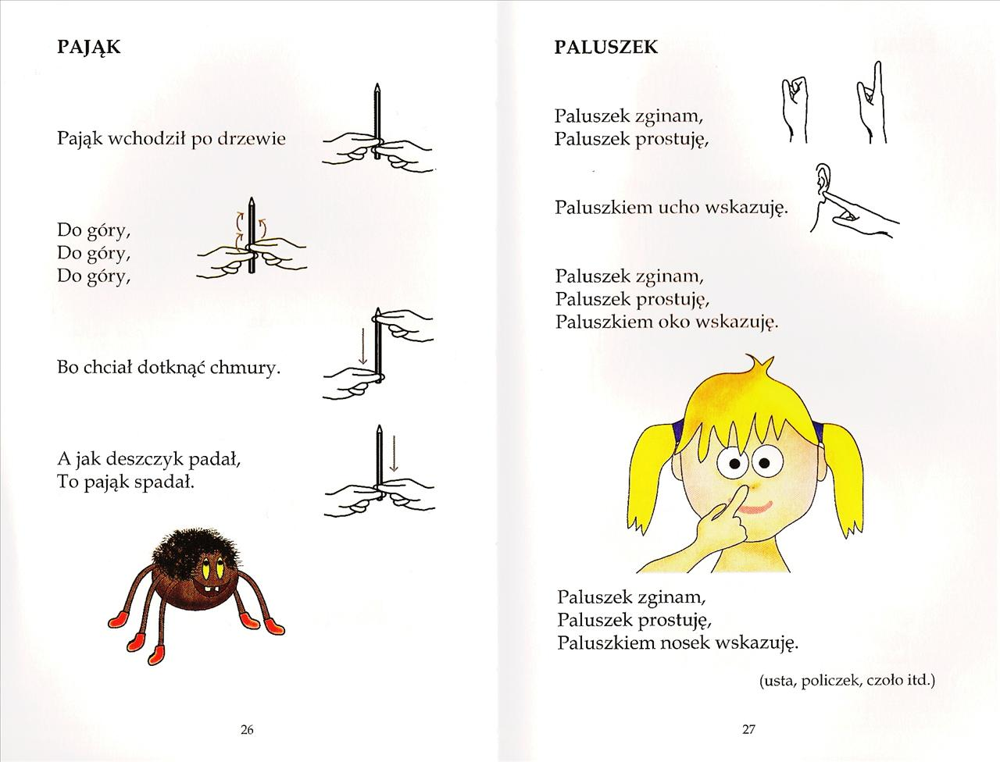 PAJĄK
Pająk wchodził po drzewie
Do góry,
Do góry,
Do góry,
Bo chciał dotknąć chmury.
A jak deszczyk padał,
To pająk spadał.
26
PALUSZEK
Paluszek zginam,
Paluszek prostuję,
Paluszkiem ucho wskazuję.
Paluszek zginam,
Paluszek prostuję,
Paluszkiem oko wskazuję.
Paluszek zginam,
Paluszek prostuję,
Paluszkiem nosek wskazuję.
(usta, policzek, czoło itd.)
27